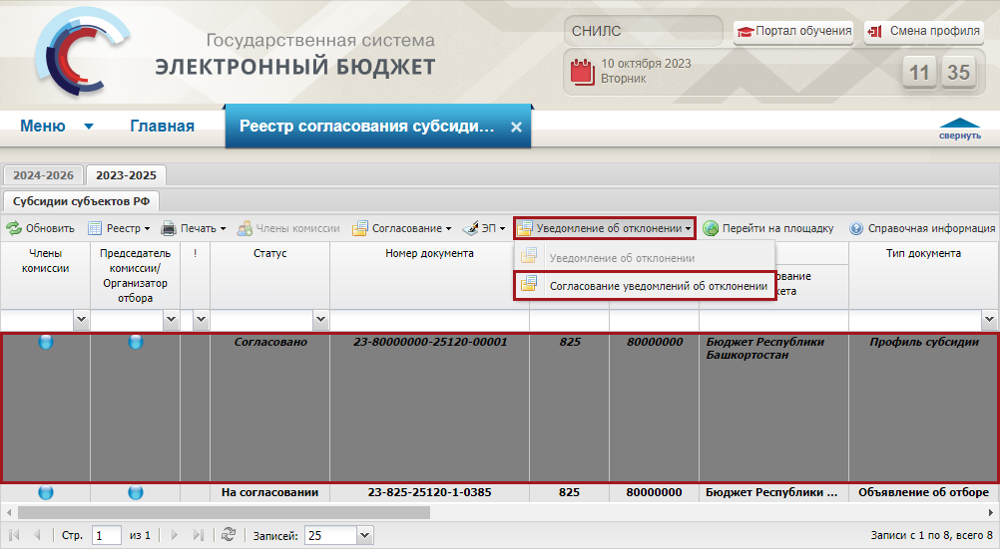 Государственная система
ЭЛЕКТРОННЫЙ БЮДЖЕТ
СНИЛС
Портал обучения
Смена профиля
10 октября 2023
Вторник
11 35
Меню
Главная
Реестр согласования субсиди...
свернуть
2024-2026
2023-2025
Субсидии субъектов РФ
Обновить
Реестр
Печать
Члены комиссии
Согласование
ЭП
Уведомление об отклонении
Перейти на площадку
Справочная информация
Уведомление об отклонении
Согласование уведомлений об отклонении
Члены
комиссии
Председатель
комиссии/
Организатор
отбора
!
Статус
Номер документа
Тип документа
Согласовано
23-80000000-25120-00001
825
80000000
Бюджет Республики
Башкортостан
Профиль субсидии
На согласовании
23-825-25120-1-0385
825
80000000
Бюджет Республики ...
Объявление об отборе
Стр. 1 из 1
Записей: 25
Записи с 1 по 8, всего 8